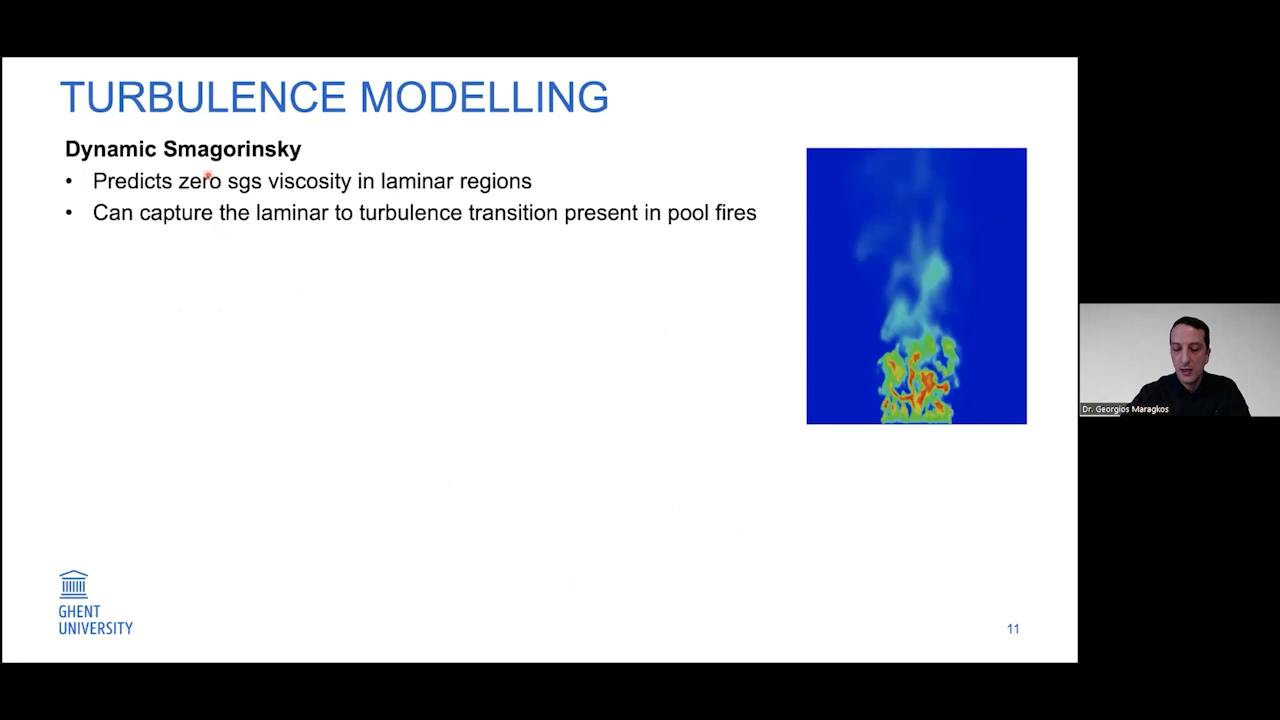 TURBULENCE MODELLING
Dynamic Smagorinsky
• Predicts zero sgs viscosity in laminar regions
• Can capture the laminar to turbulence transition present in pool fires
Dr. Georgios Maragkos
GHENT
UNIVERSITY
11